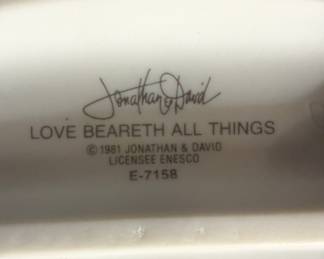 Jonathan & David
LOVE BEARETH ALL THINGS
© 1981 JONATHAN & DAVID
LICENSEE ENESCO
E-7158